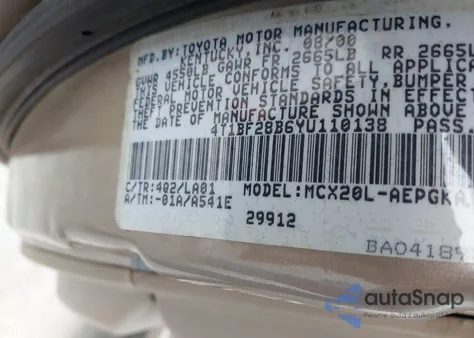 MFD.BY:TOYOTA MOTOR MANUFACTURING,
KENTUCKY, INC. 08/00
GVWR 4550LB GAWR FR 2665LB RR 2665L
THIS VEHICLE CONFORMS TO ALL APPLICA
FEDERAL MOTOR VEHICLE SAFETY,BUMPER,
THEFT PREVENTION STANDARDS IN EFFECT
THE DATE OF MANUFACTURE SHOWN ABOVE.
4T1BF28B6YU110138 PASS.
C/TR:4Q2/LA01 MODEL:MCX20L-AEPGKA
A/TM:-01A/A541E
29912
BA04189
autoSnap